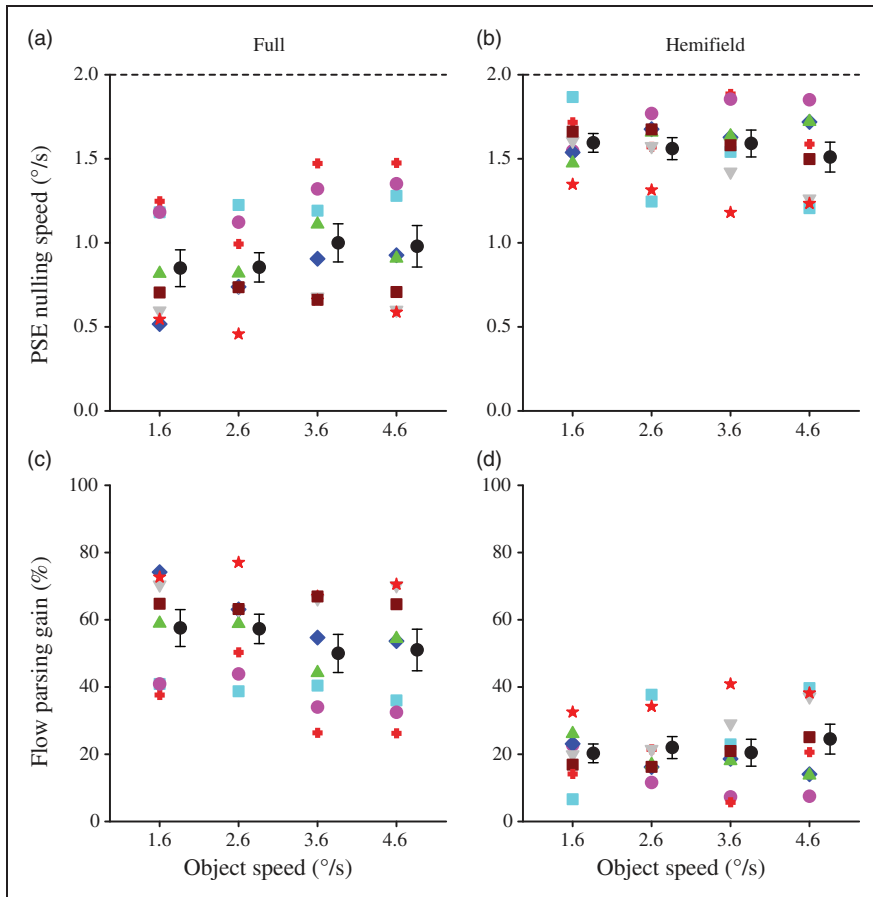 (a)
Full
(b)
Hemifield
PSE nulling speed (°/s)
2.0
1.5
1.0
0.5
0.0
1.6 2.6 3.6 4.6
2.0
1.5
1.0
0.5
0.0
1.6 2.6 3.6 4.6
(c)
(d)
Flow parsing gain (%)
100
80
60
40
20
0
1.6 2.6 3.6 4.6
Object speed (°/s)
100
80
60
40
20
0
1.6 2.6 3.6 4.6
Object speed (°/s)